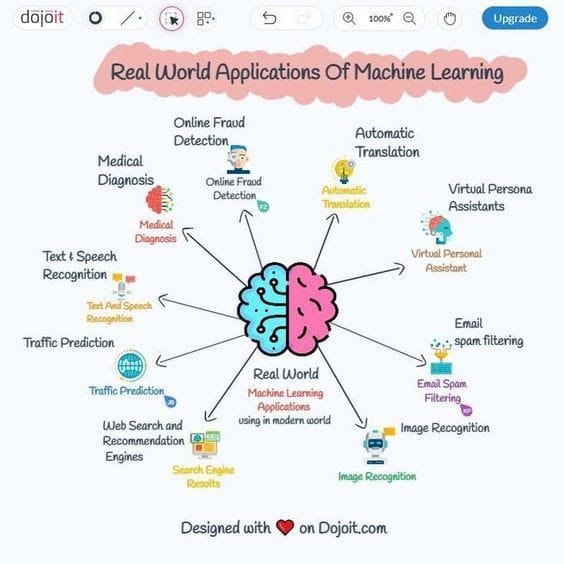 dojoit
100%
Upgrade
Real World Applications Of Machine Learning
Online Fraud
Detection
Online Fraud
Detection
FZ
Automatic
Translation
Automatic
Translation
Medical
Diagnosis
Medical
Diagnosis
Virtual Persona
Assistants
Virtual Personal
Assistant
Text & Speech
Recognition
Text And Speech
Recognition
Traffic Prediction
Traffic Prediction
JB
Email
spam filtering
Email Spam
Filtering
KP
Real World
Machine Learning
Applications
using in modern world
Web Search and
Recommendation
Engines
Search Engine
Results
Image Recognition
Image Recognition
Designed with on Dojoit.com